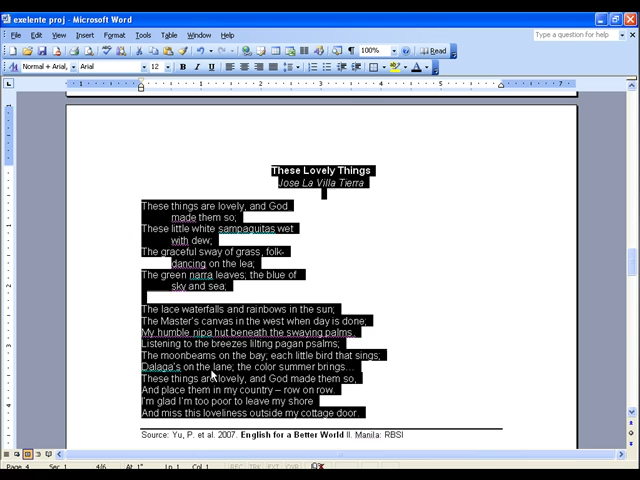 exelente proj - Microsoft Word
File Edit View Insert Format Tools Table Window Help
Type a question for help
100% Read
Normal + Arial, Arial 12 B I U
1 1 2 3 4 5 6 7
These Lovely Things
Jose La Villa Tierra
These things are lovely, and God
made them so;
These little white sampaguitas wet
with dew;
The graceful sway of grass, folk-
dancing on the lea;
The green narra leaves; the blue of
sky and sea;
The lace waterfalls and rainbows in the sun;
The Master's canvas in the west when day is done;
My humble nipa hut beneath the swaying palms,
Listening to the breezes lilting pagan psalms;
The moonbeams on the bay; each little bird that sings;
Dalaga's on the lane; the color summer brings...
These things are lovely, and God made them so,
And place them in my country – row on row.
I'm glad I'm too poor to leave my shore
And miss this loveliness outside my cottage door.
Source: Yu, P. et al. 2007. English for a Better World II. Manila: RBSI
Page 4 Sec 1 4/6 At 1" Ln 1 Col 1 REC TRK EXT OVR